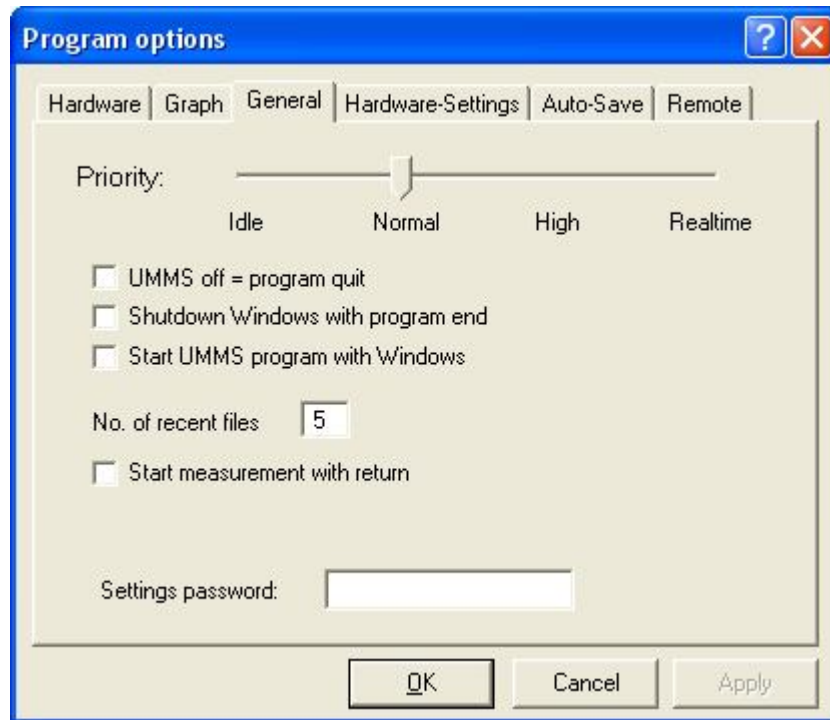 Program options
Hardware Graph General Hardware-Settings Auto-Save Remote
Priority:
Idle Normal High Realtime
UMMS off = program quit
Shutdown Windows with program end
Start UMMS program with Windows
No. of recent files 5
Start measurement with return
Settings password:
OK Cancel Apply